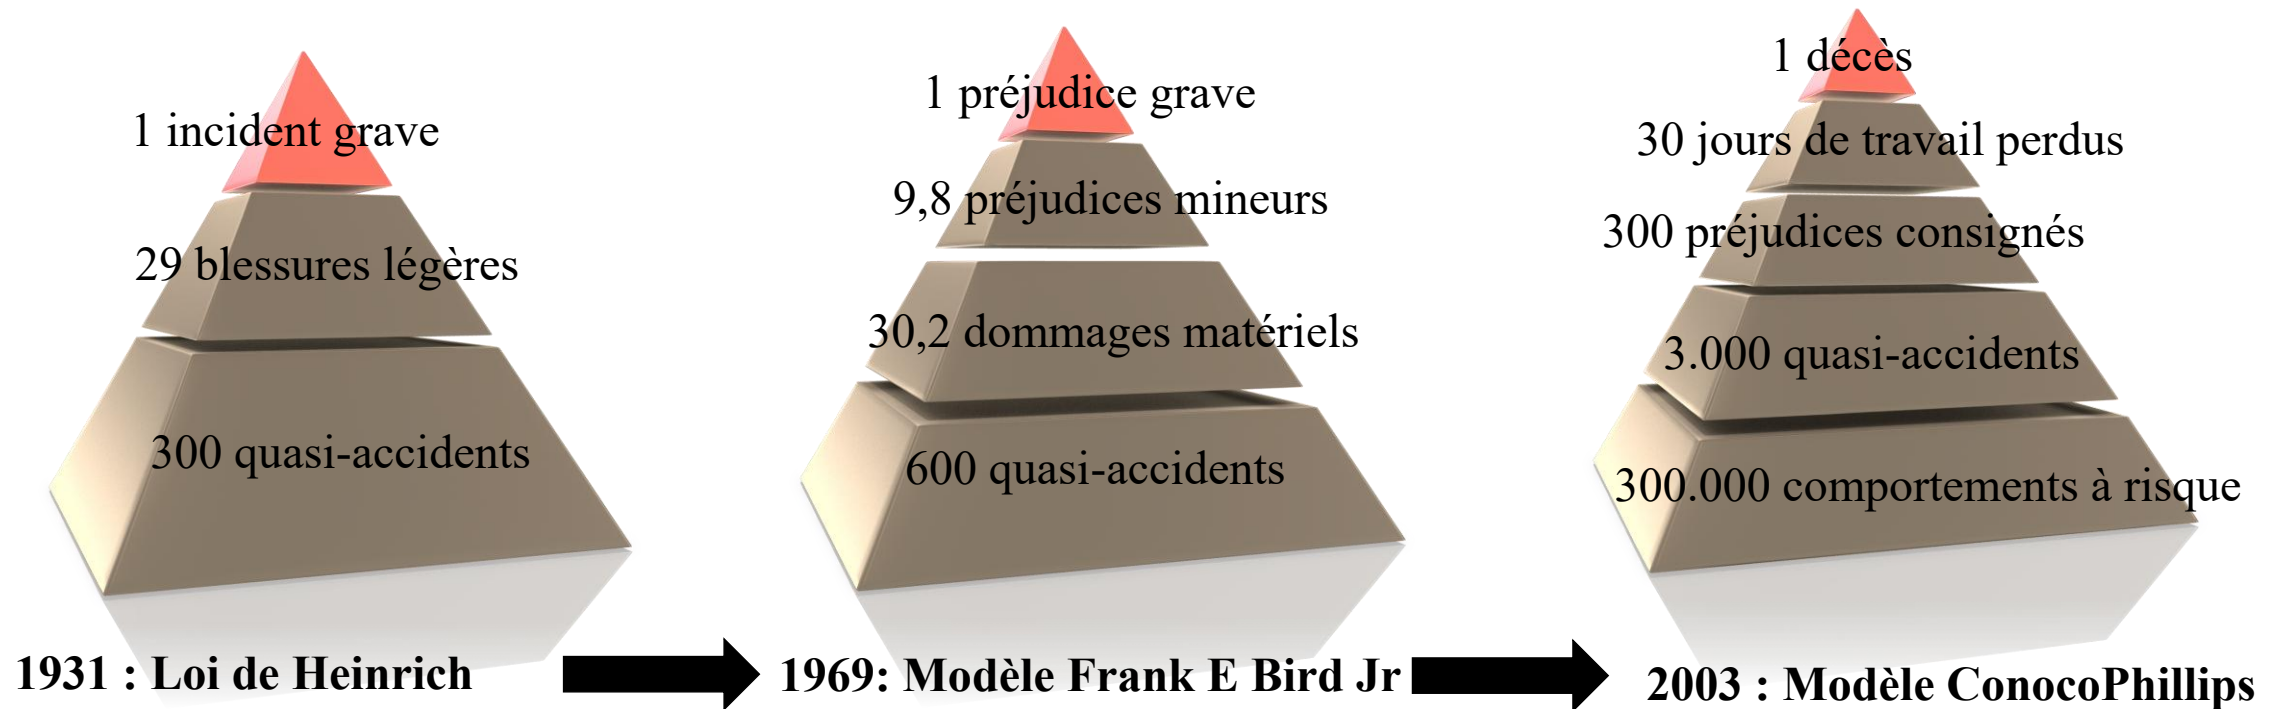 1 incident grave
29 blessures légères
300 quasi-accidents
1931 : Loi de Heinrich
1 préjudice grave
9,8 préjudices mineurs
30,2 dommages matériels
600 quasi-accidents
1969: Modèle Frank E Bird Jr
1 décès
30 jours de travail perdus
300 préjudices consignés
3.000 quasi-accidents
300.000 comportements à risque
2003 : Modèle ConocoPhillips